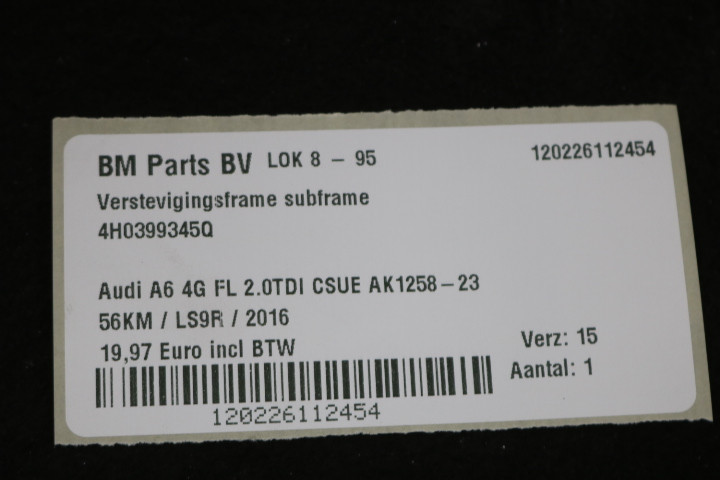 BM Parts BV LOK 8 - 95 120226112454
Verstevigingsframe subframe
4H0399345Q
Audi A6 4G FL 2.0TDI CSUE AK1258-23
56KM / LS9R / 2016
19,97 Euro incl BTW Verz: 15
Aantal: 1
120226112454